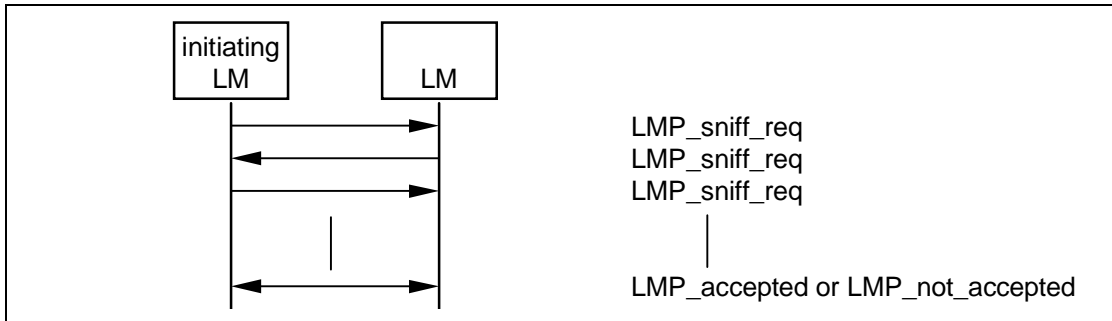 initiating
LM
LM
LMP_sniff_req
LMP_sniff_req
LMP_sniff_req
LMP_accepted or LMP_not_accepted